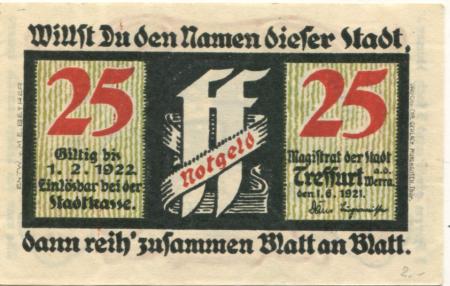 Willst Du den Namen dieser Stadt,
25
Gültig bis
1. 2. 1922.
Einlösbar bei der
Stadtkasse.
ff
Notgeld
25
Magistrat der Stadt
Treffurt a.d. Werra.
den 1. 6. 1921.
dann reih' zusammen Blatt an Blatt.
2.-